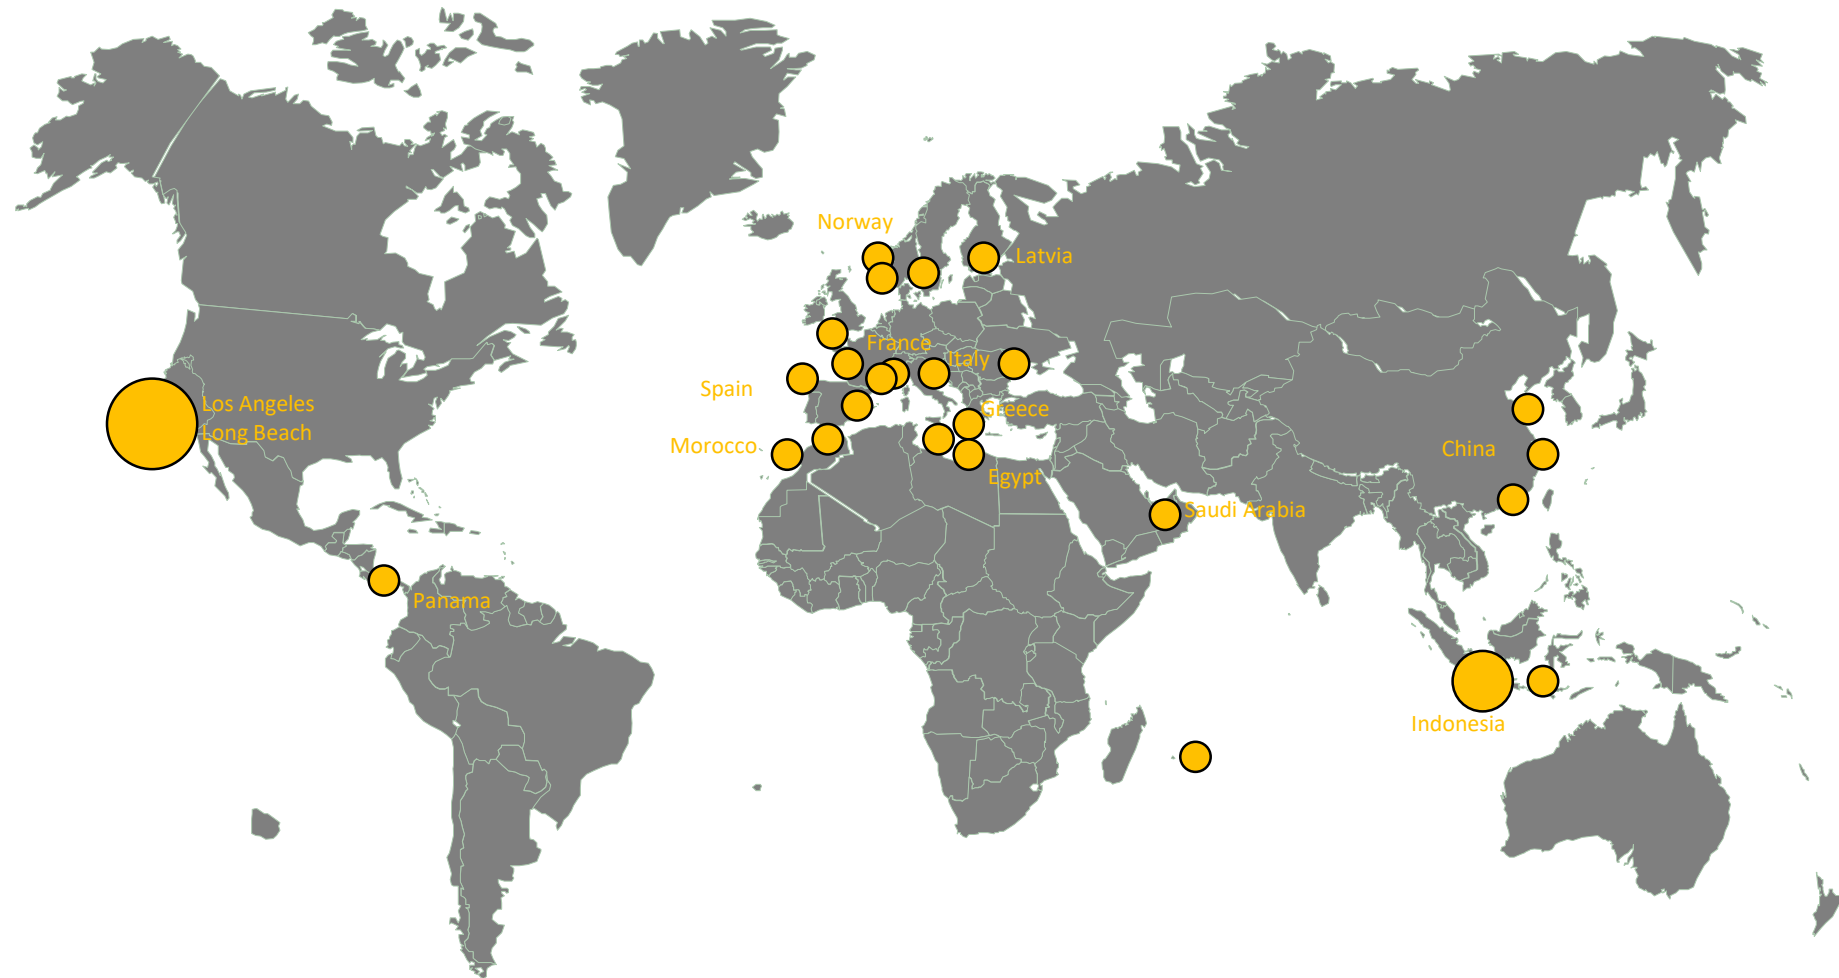 Norway
Latvia
France
Italy
Spain
Los Angeles
Long Beach
Greece
Morocco
China
Egypt
Saudi Arabia
Panama
Indonesia